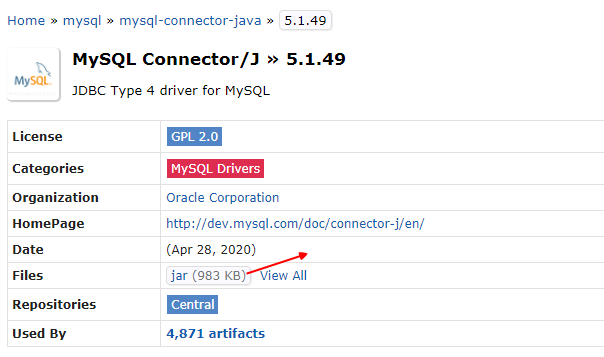 Home » mysql » mysql-connector-java » 5.1.49
MySQL Connector/J » 5.1.49
MySQL
JDBC Type 4 driver for MySQL
License GPL 2.0
Categories MySQL Drivers
Organization Oracle Corporation
HomePage http://dev.mysql.com/doc/connector-j/en/
Date (Apr 28, 2020)
Files jar (983 KB) View All
Repositories Central
Used By 4,871 artifacts